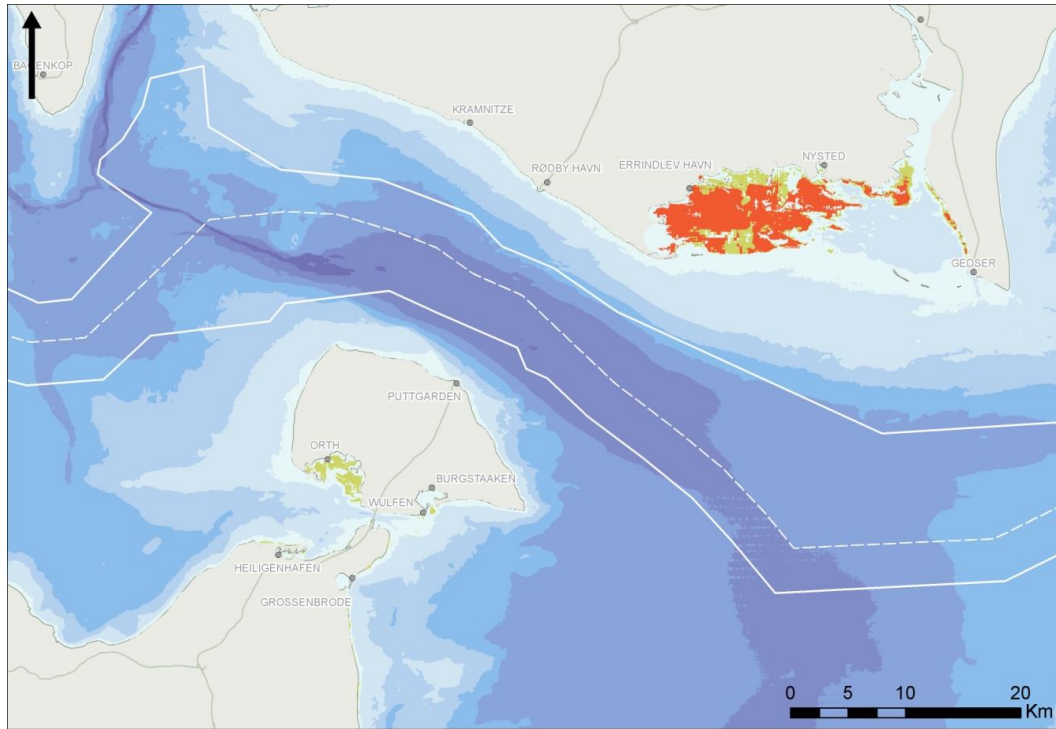 BAGENKOP
KRAMNITZE
RØDBY HAVN
ERRINDLEV HAVN
NYSTED
GEDSER
PUTTGARDEN
ORTH
BURGSTAAKEN
WULFEN
HEILIGENHAFEN
GROSSENBRODE
0 5 10 20
Km